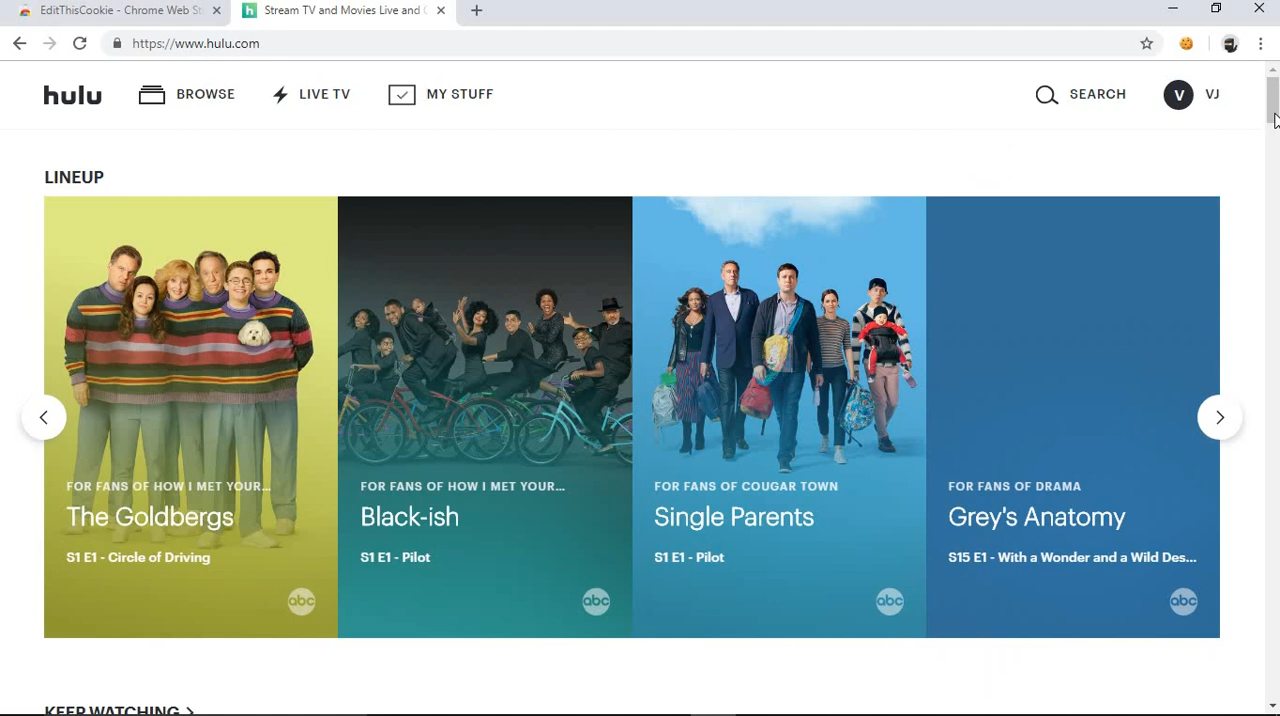 EditThisCookie - Chrome Web St
Stream TV and Movies Live and O
https://www.hulu.com
hulu BROWSE LIVE TV MY STUFF SEARCH V VJ
LINEUP
FOR FANS OF HOW I MET YOUR...
The Goldbergs
S1 E1 - Circle of Driving
abc
FOR FANS OF HOW I MET YOUR...
Black-ish
S1 E1 - Pilot
abc
FOR FANS OF COUGAR TOWN
Single Parents
S1 E1 - Pilot
abc
FOR FANS OF DRAMA
Grey's Anatomy
S15 E1 - With a Wonder and a Wild Des...
abc
KEEP WATCHING